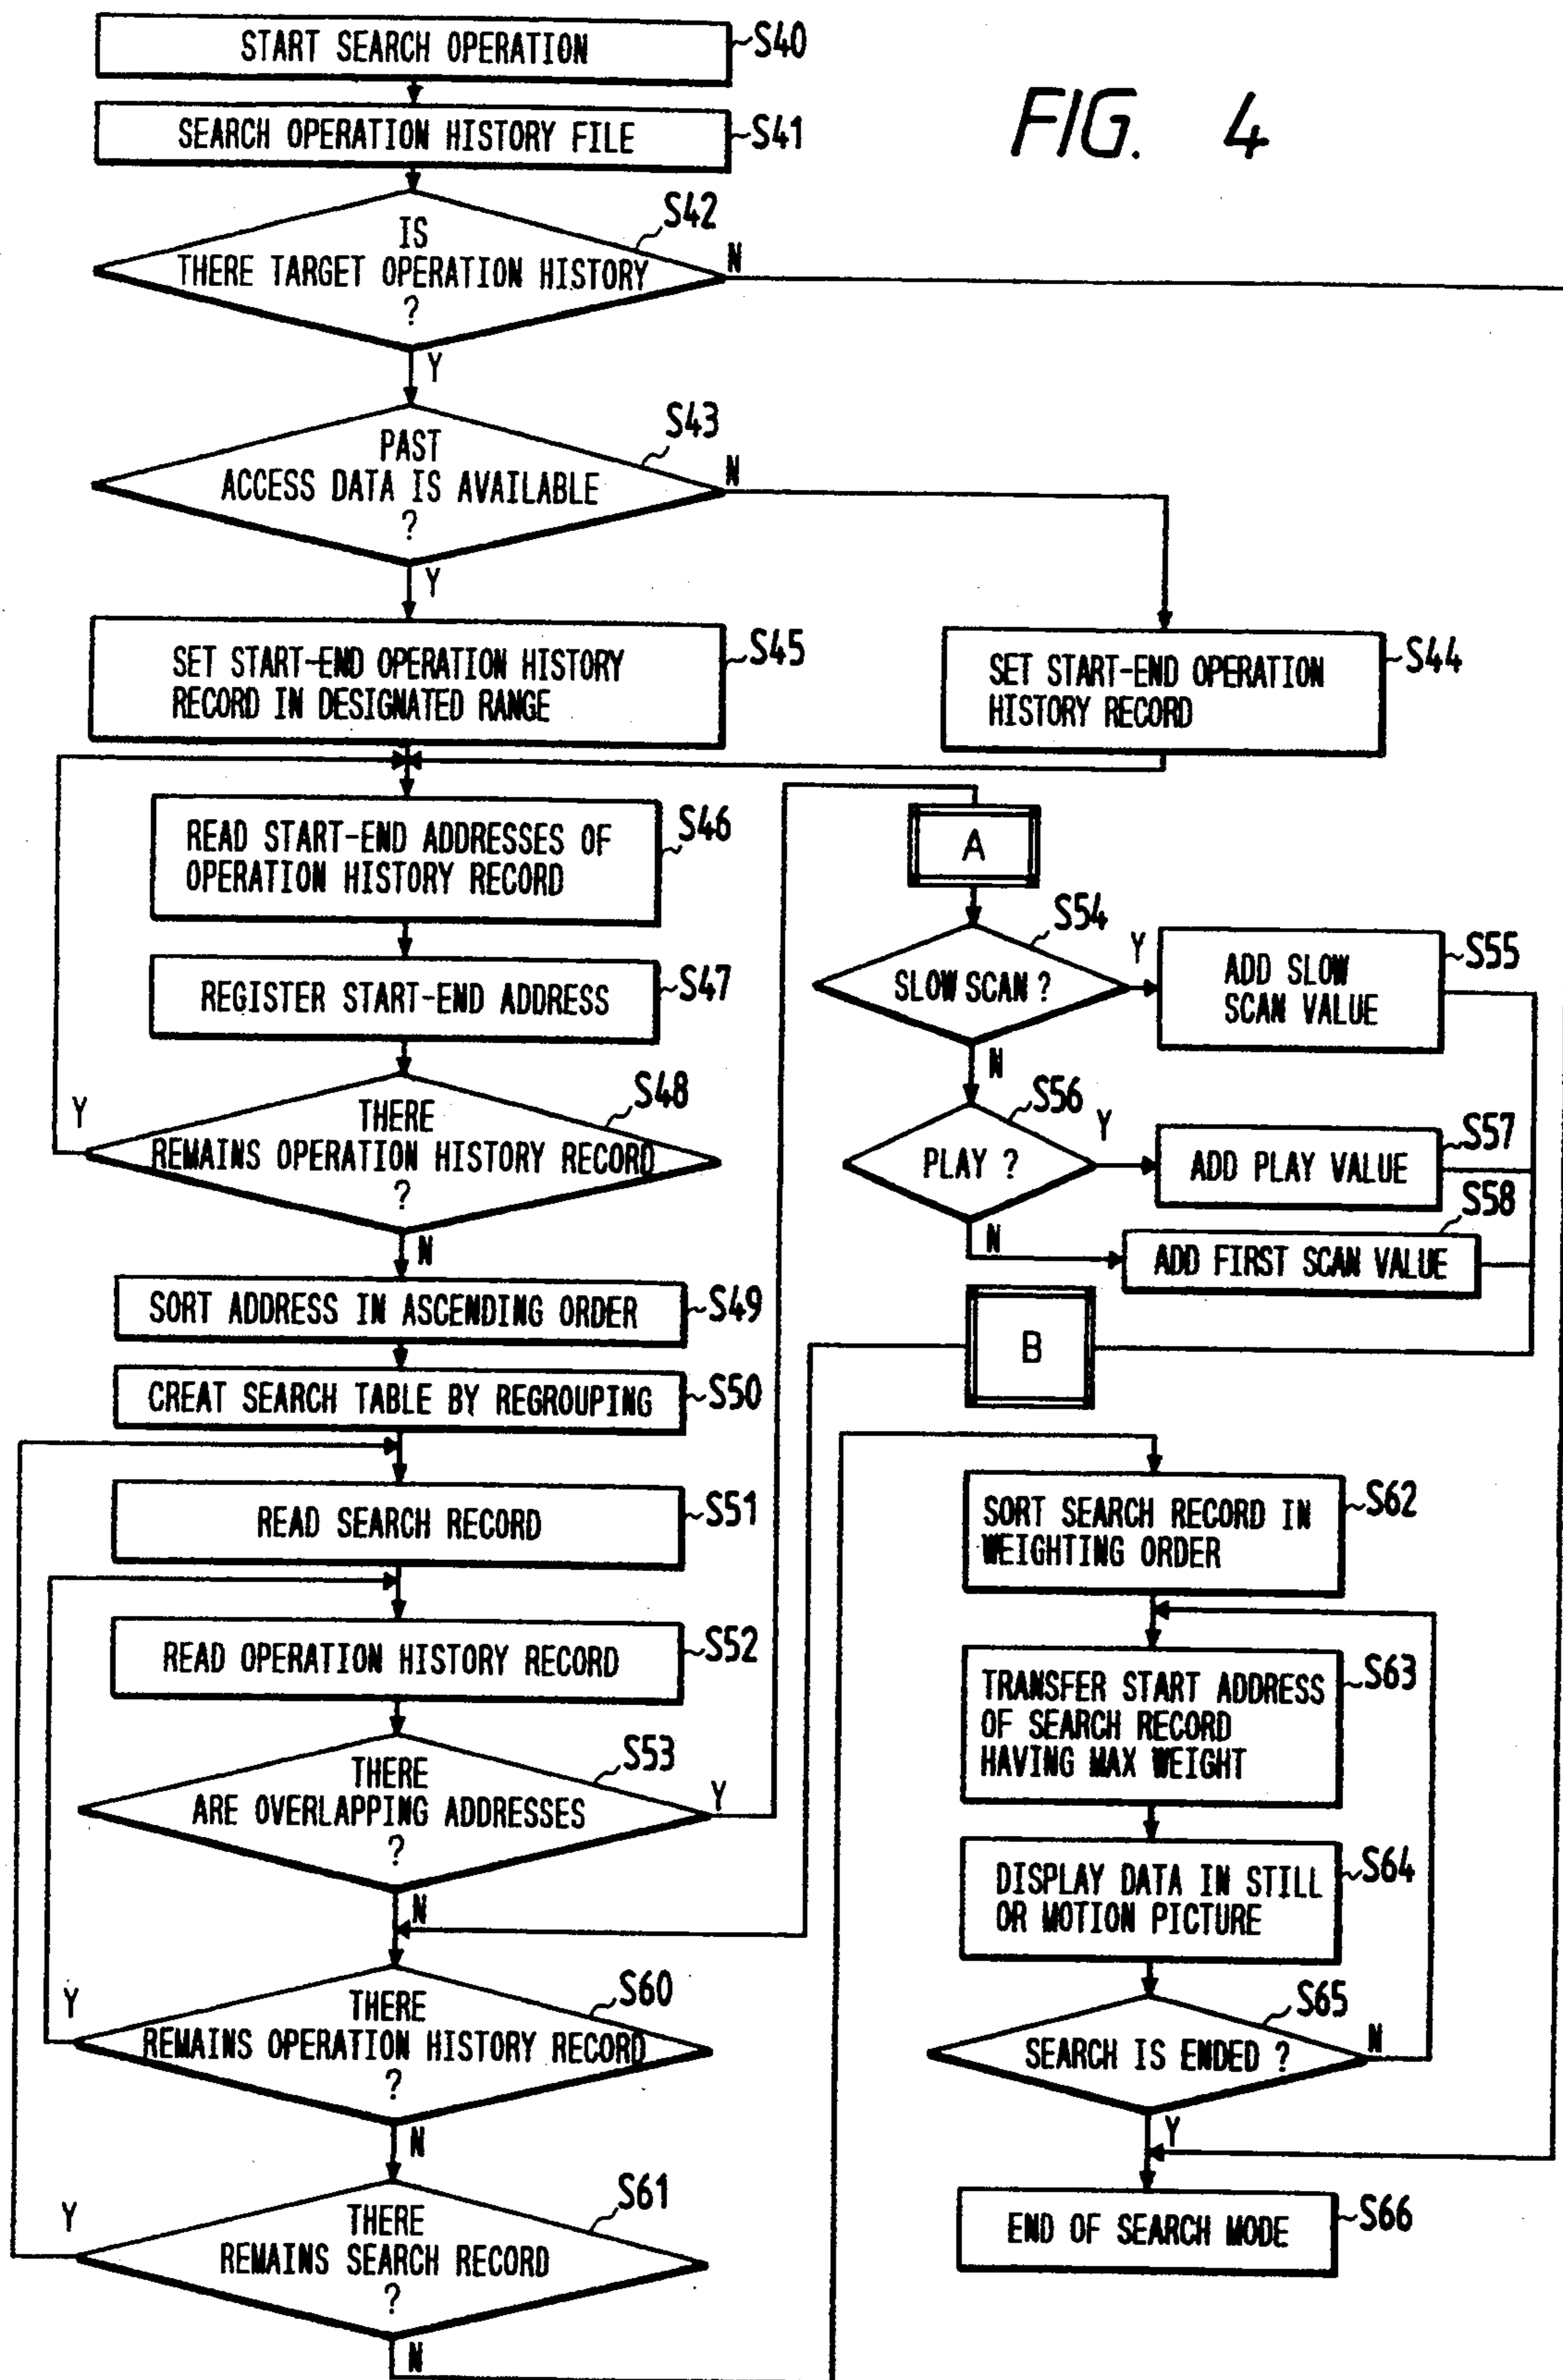 FIG. 4
START SEARCH OPERATION
S40
SEARCH OPERATION HISTORY FILE
S41
S42
IS
THERE TARGET OPERATION HISTORY
?
N
Y
S43
PAST
ACCESS DATA IS AVAILABLE
?
N
Y
SET START-END OPERATION HISTORY
RECORD IN DESIGNATED RANGE
S45
SET START-END OPERATION
HISTORY RECORD
S44
READ START-END ADDRESSES OF
OPERATION HISTORY RECORD
S46
REGISTER START-END ADDRESS
S47
S48
THERE
REMAINS OPERATION HISTORY RECORD
?
Y
N
SORT ADDRESS IN ASCENDING ORDER
S49
CREAT SEARCH TABLE BY REGROUPING
S50
READ SEARCH RECORD
S51
READ OPERATION HISTORY RECORD
S52
S53
THERE
ARE OVERLAPPING ADDRESSES
?
Y
N
S60
THERE
REMAINS OPERATION HISTORY RECORD
?
Y
N
S61
THERE
REMAINS SEARCH RECORD
?
Y
N
A
S54
SLOW SCAN ?
Y
N
ADD SLOW
SCAN VALUE
S55
S56
PLAY ?
Y
N
ADD PLAY VALUE
S57
S58
ADD FIRST SCAN VALUE
B
SORT SEARCH RECORD IN
WEIGHTING ORDER
S62
TRANSFER START ADDRESS
OF SEARCH RECORD
HAVING MAX WEIGHT
S63
DISPLAY DATA IN STILL
OR MOTION PICTURE
S64
S65
SEARCH IS ENDED ?
N
Y
END OF SEARCH MODE
S66